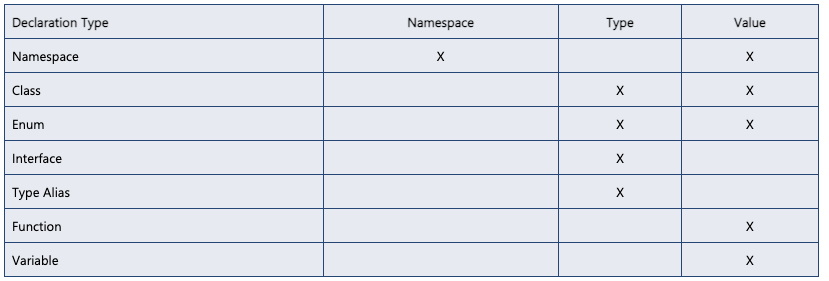 Declaration Type Namespace Type Value
Namespace X X
Class X X
Enum X X
Interface X
Type Alias X
Function X
Variable X